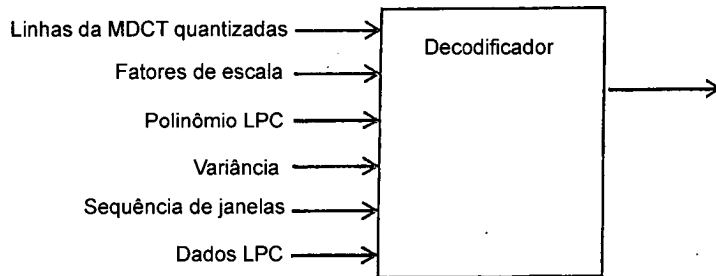 Linhas da MDCT quantizadas
Decodificador
Fatores de escala
Polinômio LPC
Variância
Sequência de janelas
Dados LPC